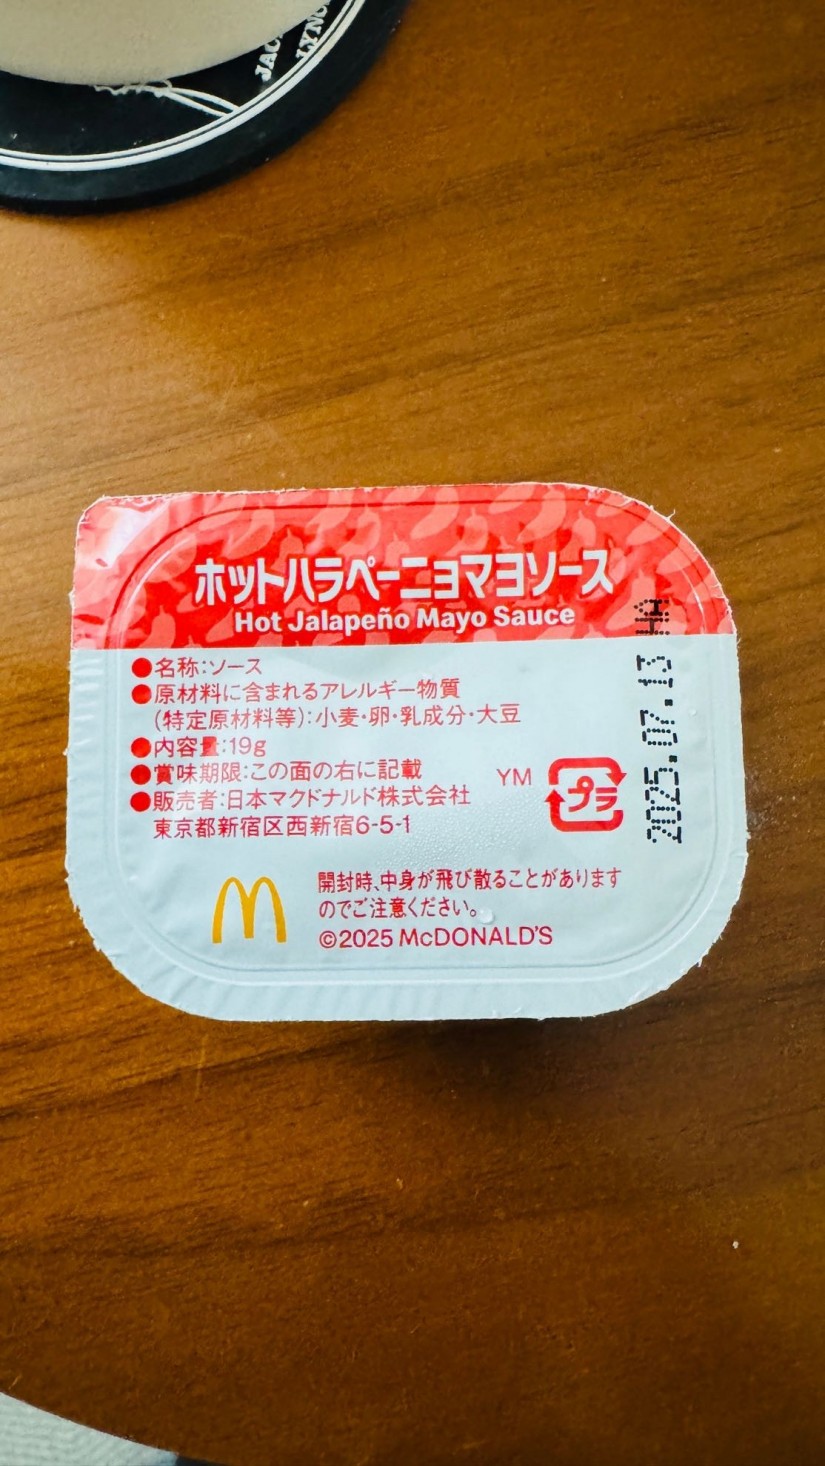 ホットハラペーニョマヨソース
Hot Jalapeño Mayo Sauce
●名称:ソース
●原材料に含まれるアレルギー物質
(特定原材料等):小麦・卵・乳成分・大豆
●内容量:19g
●賞味期限:この面の右に記載
●販売者:日本マクドナルド株式会社
東京都新宿区西新宿6-5-1
YM
プラ
2025.07.13
開封時、中身が飛び散ることがあります
のでご注意ください。
©2025 McDONALD'S